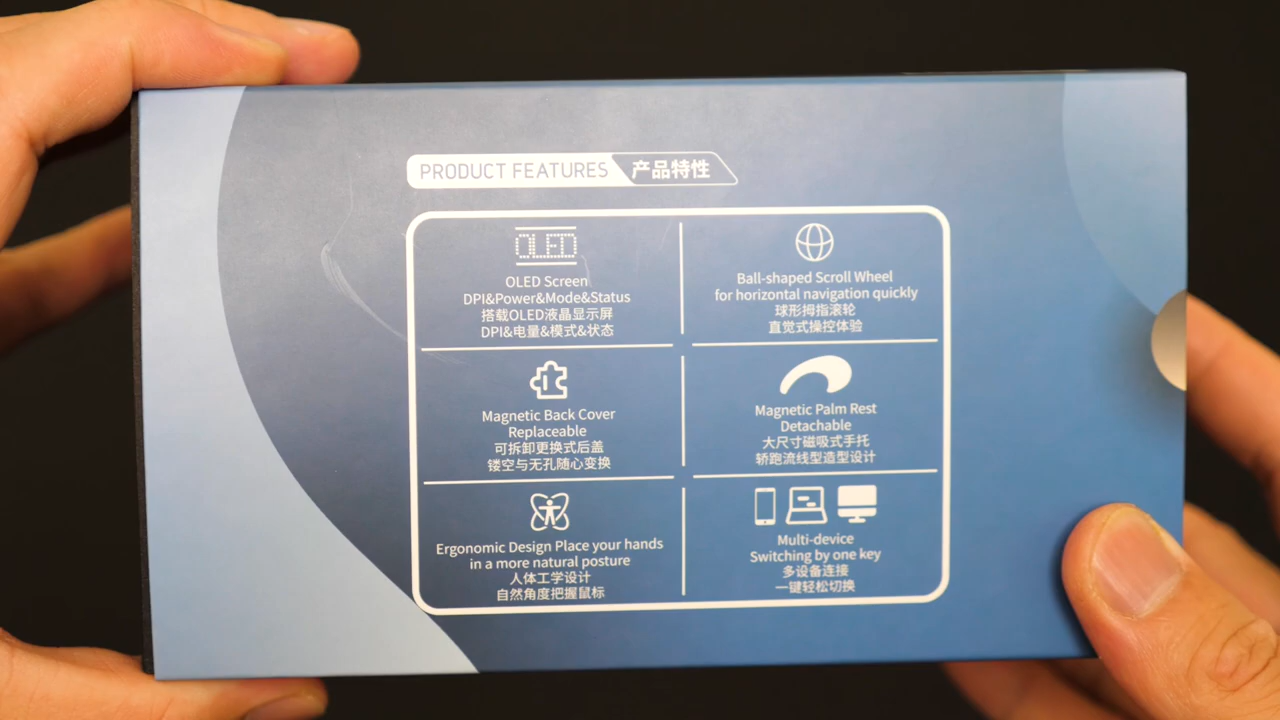 PRODUCT FEATURES 产品特性
OLED
OLED Screen
DPI&Power&Mode&Status
搭载OLED液晶显示屏
DPI&电量&模式&状态
Ball-shaped Scroll Wheel
for horizontal navigation quickly
球形拇指滚轮
直觉式操控体验
Magnetic Back Cover
Replaceable
可拆卸更换式后盖
镂空与无孔随心变换
Magnetic Palm Rest
Detachable
大尺寸磁吸式手托
轿跑流线型造型设计
Ergonomic Design Place your hands
in a more natural posture
人体工学设计
自然角度把握鼠标
Multi-device
Switching by one key
多设备连接
一键轻松切换